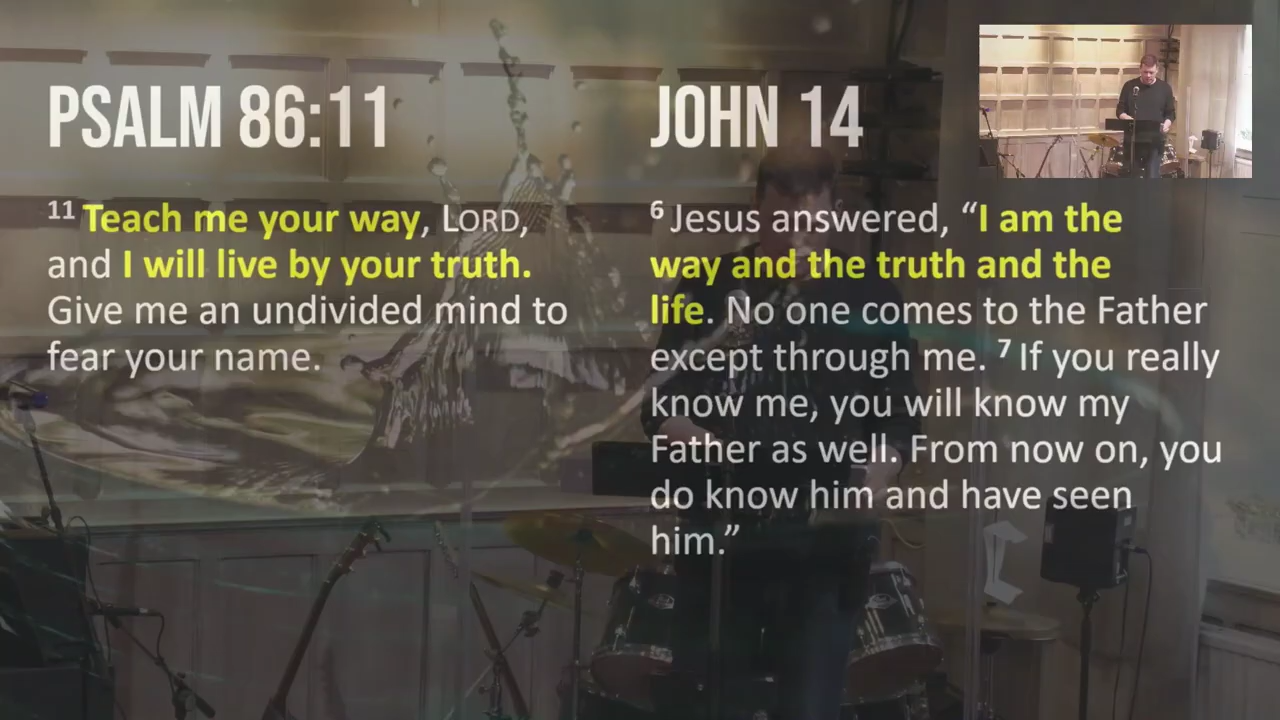 PSALM 86:11
11 Teach me your way, LORD,
and I will live by your truth.
Give me an undivided mind to
fear your name.
JOHN 14
6 Jesus answered, “I am the
way and the truth and the
life. No one comes to the Father
except through me. 7 If you really
know me, you will know my
Father as well. From now on, you
do know him and have seen
him.”